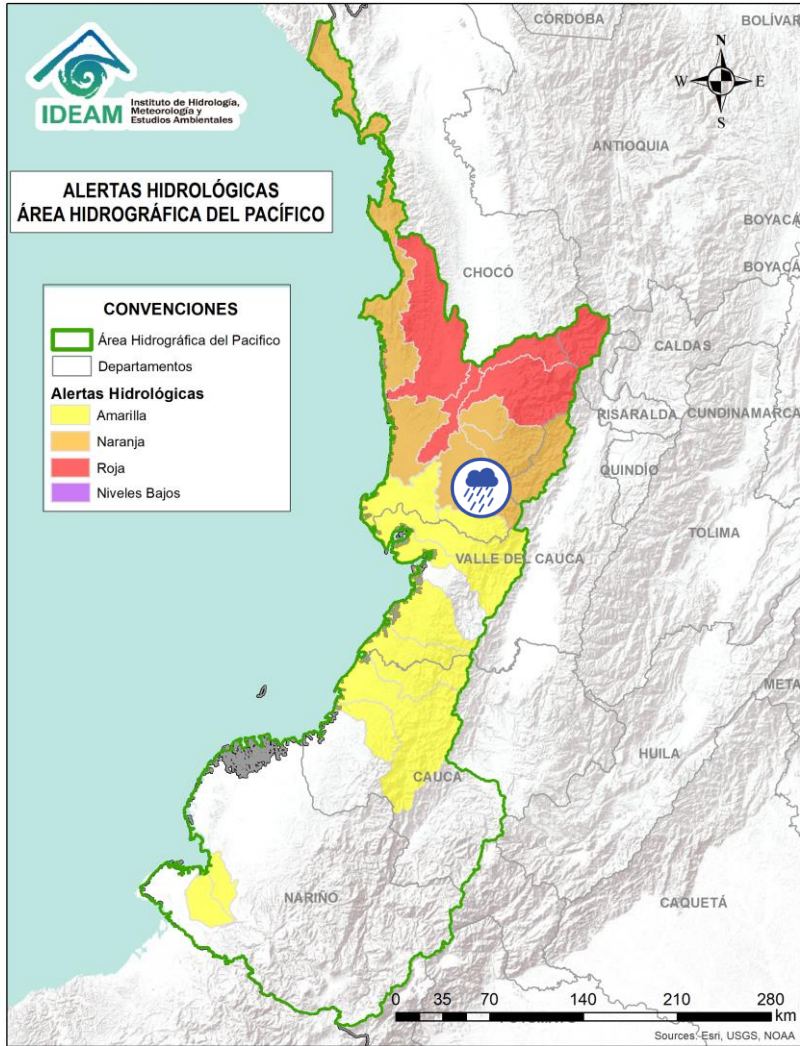 IDEAM
Instituto de Hidrología,
Meteorología y
Estudios Ambientales
CÓRDOBA
BOLÍVAR
N
W
E
S
ANTIOQUIA
ALERTAS HIDROLÓGICAS
ÁREA HIDROGRÁFICA DEL PACÍFICO
BOYACÁ
BOYACÁ
CHOCÓ
CONVENCIONES
Área Hidrográfica del Pacifico
Departamentos
Alertas Hidrológicas
Amarilla
Naranja
Roja
Niveles Bajos
CALDAS
RISARALDA
CUNDINAMARCA
QUINDÍO
TOLIMA
VALLE DEL CAUCA
META
HUILA
CAUCA
NARIÑO
CAQUETÁ
0 35 70 140 210 280
km
Sources: Esri, USGS, NOAA